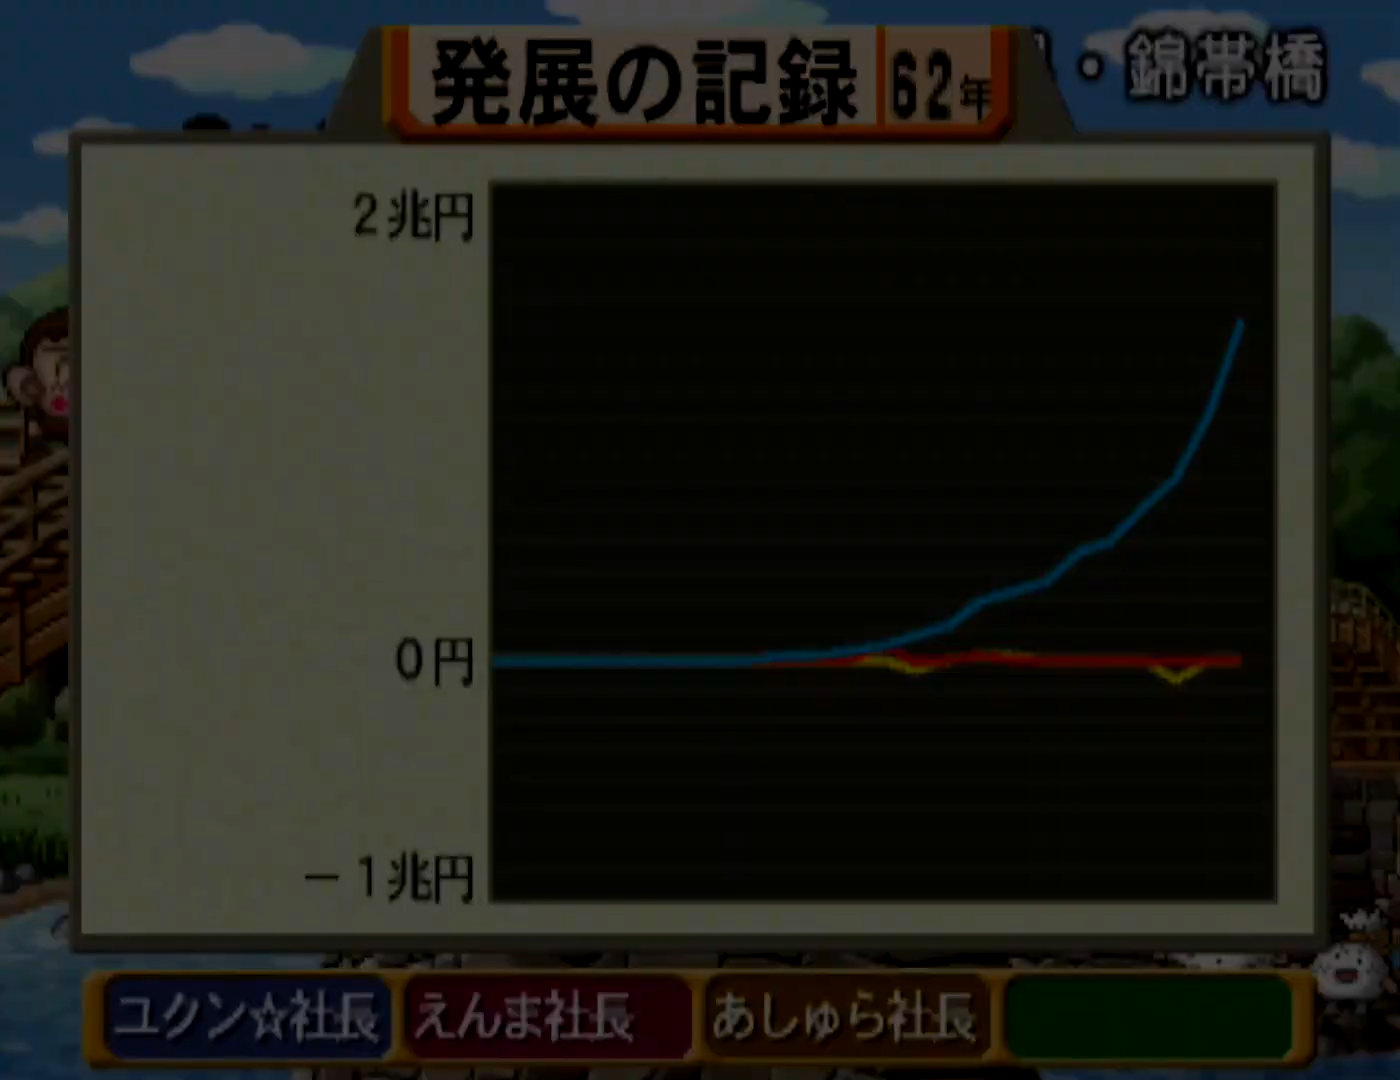 ・錦帯橋
発展の記録 62年
2兆円
0円
－1兆円
ユクン☆社長 えんま社長 あしゅら社長